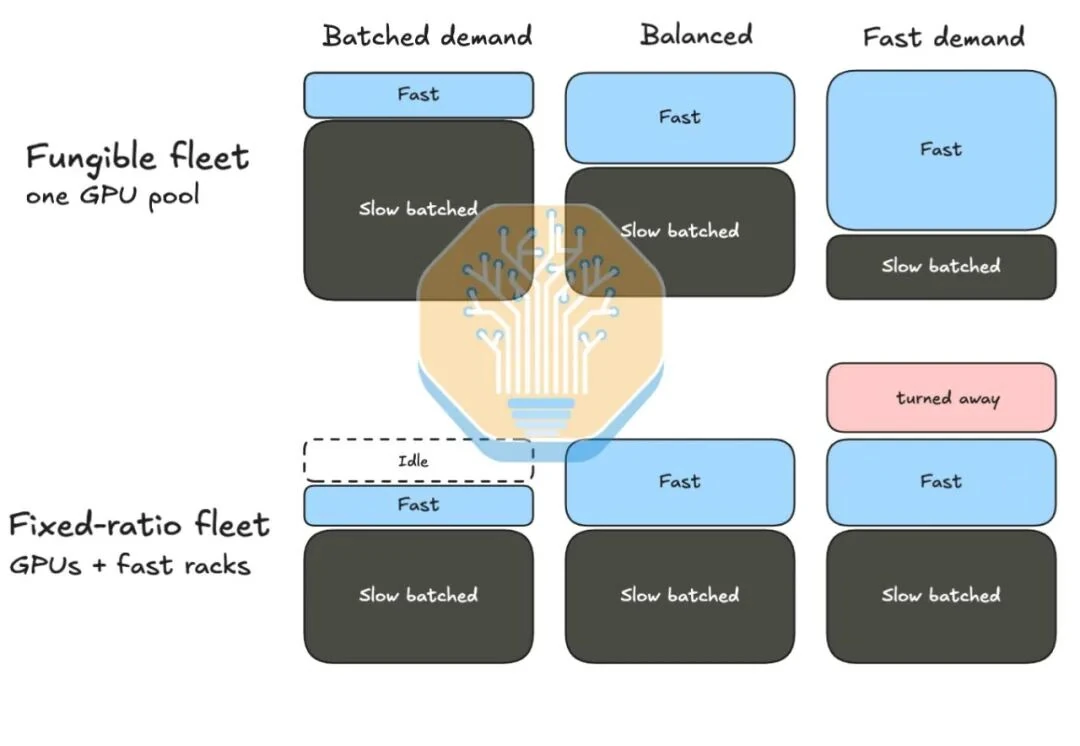 Batched demand
Balanced
Fast demand
Fungible fleet
one GPU pool
Fast
Slow batched
Fast
Slow batched
Fast
Slow batched
Fixed-ratio fleet
GPUs + fast racks
Idle
Fast
Slow batched
Fast
Slow batched
turned away
Fast
Slow batched